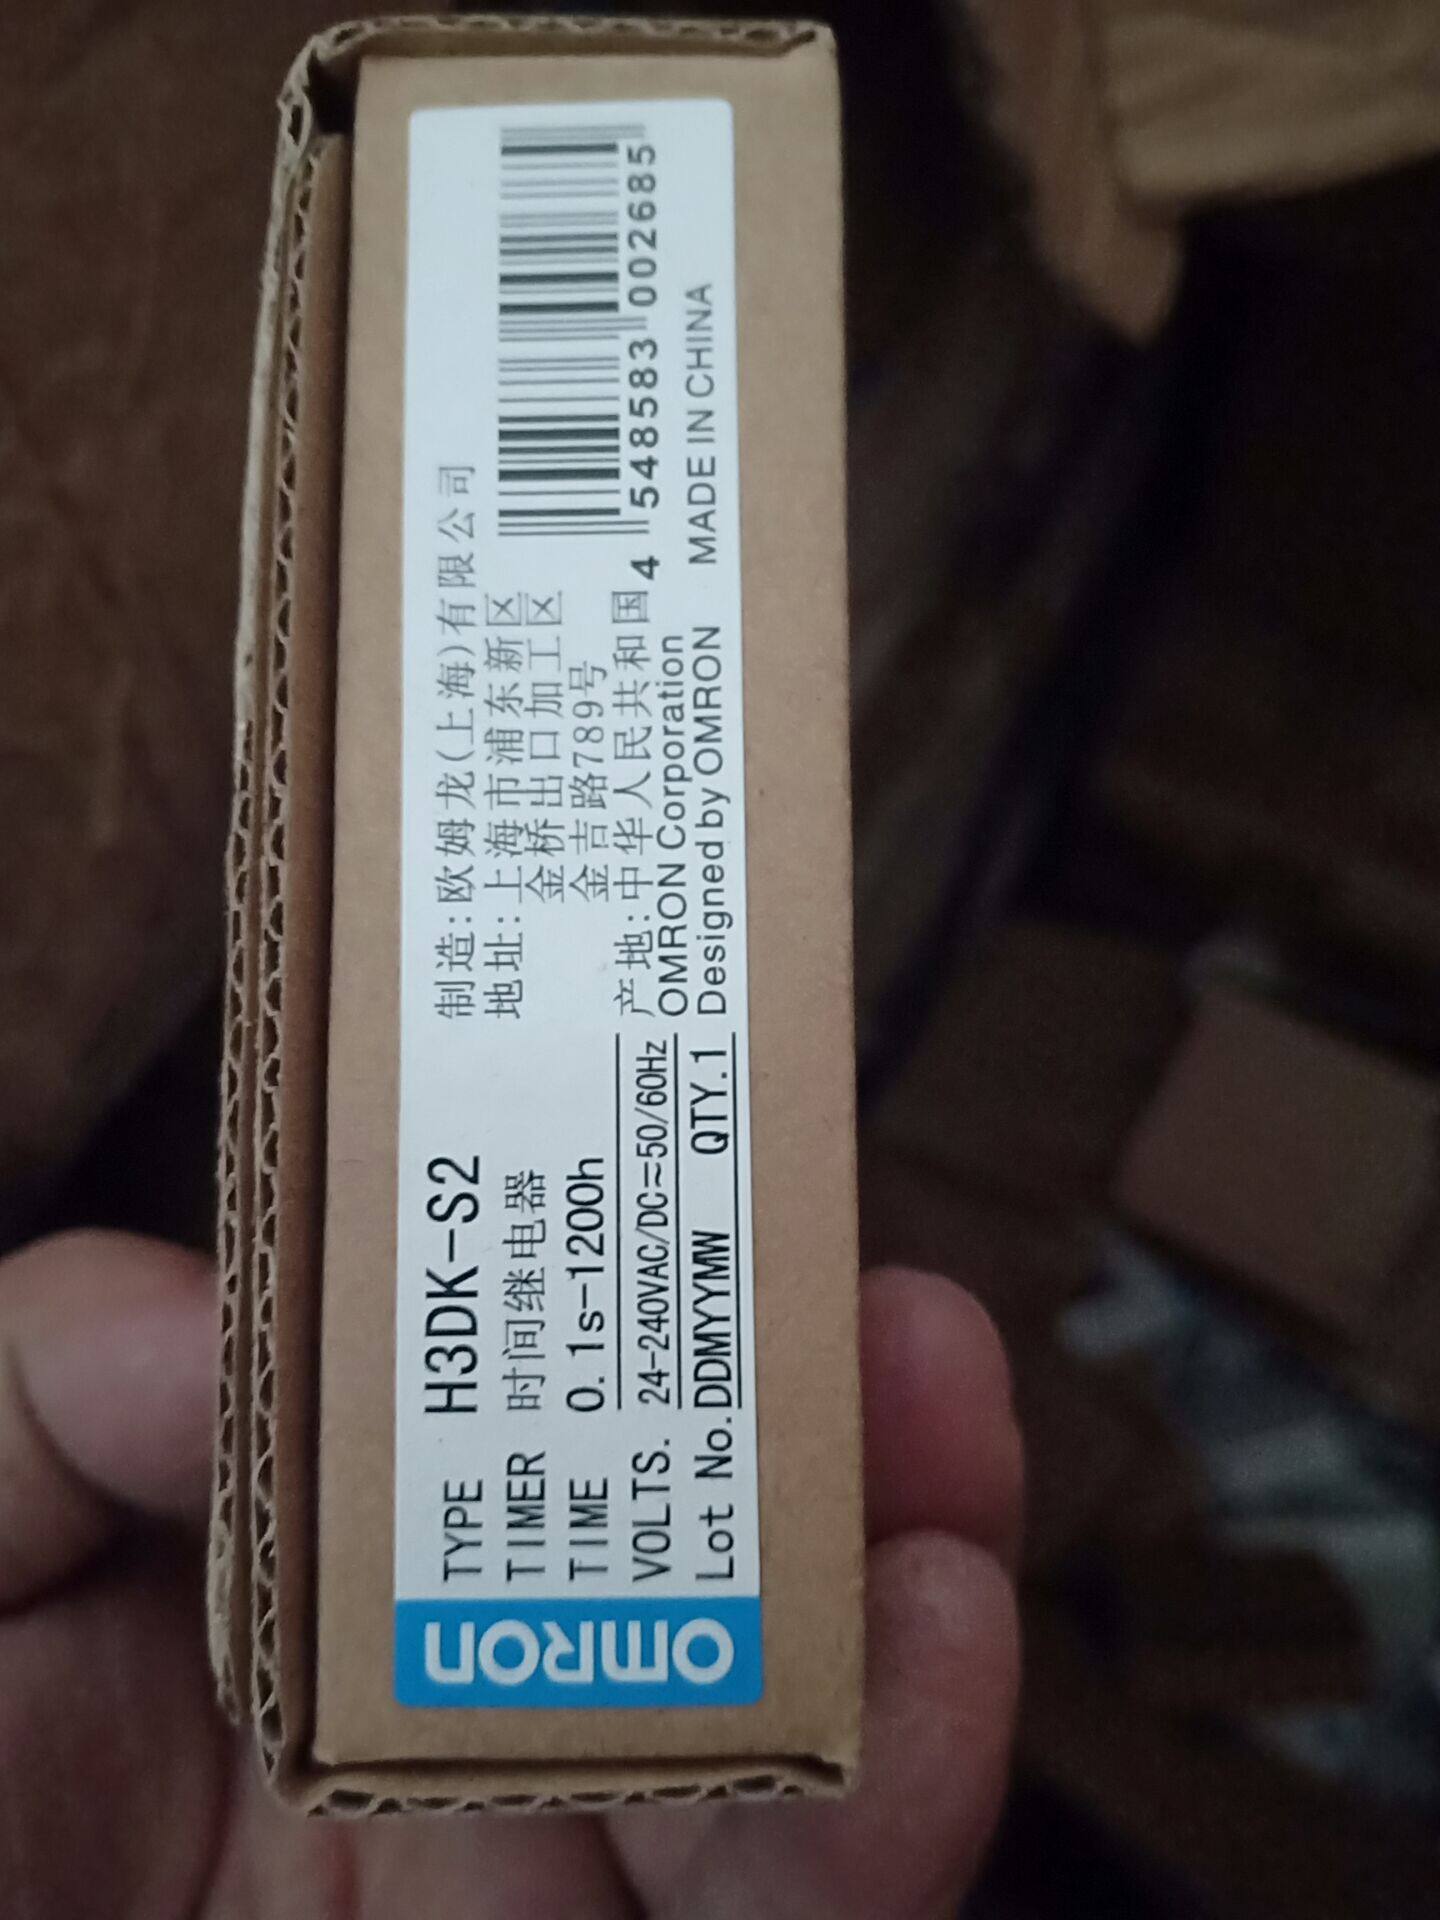 OMRON
TYPE H3DK-S2
TIMER 时间继电器
TIME 0.1s-1200h
VOLTS. 24-240VAC/DC≂50/60Hz
Lot No. DDMYYMW QTY.1
制造:欧姆龙(上海)有限公司
地址:上海市浦东新区
金桥出口加工区
金吉路789号
产地:中华人民共和国
OMRON Corporation
Designed by OMRON MADE IN CHINA
4 548583 002685